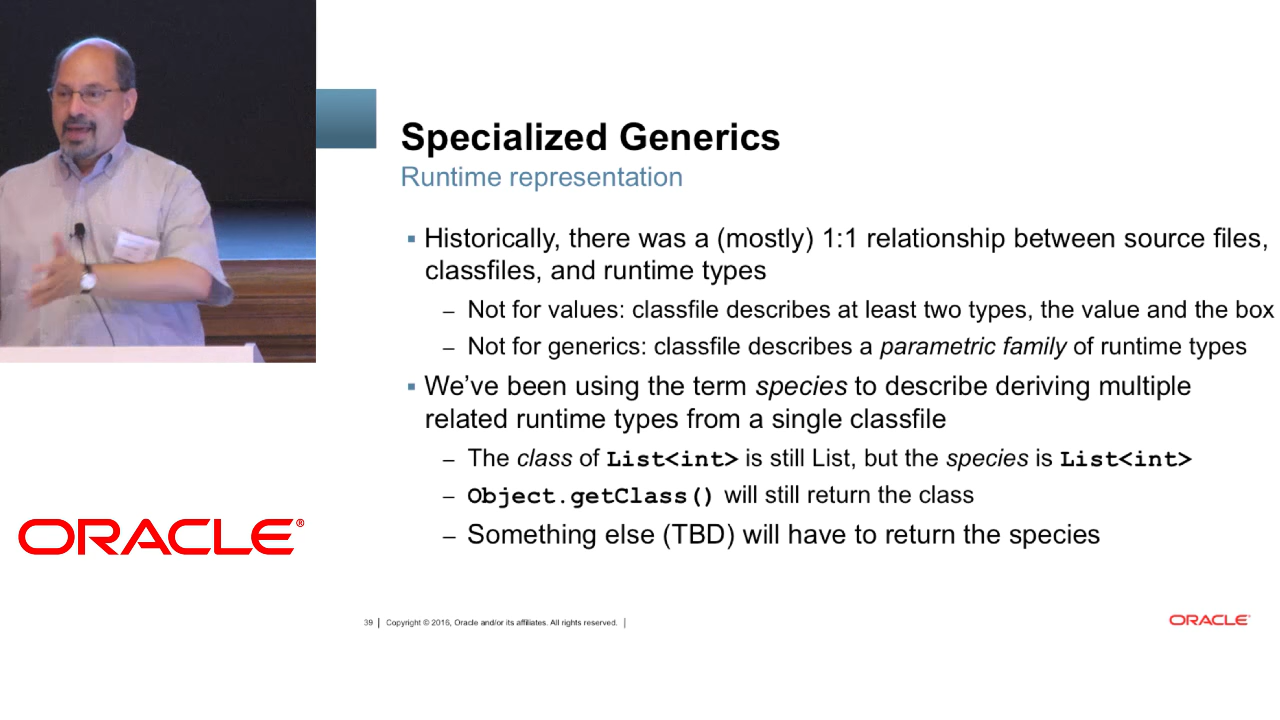 Specialized Generics
Runtime representation
▪ Historically, there was a (mostly) 1:1 relationship between source files,
classfiles, and runtime types
– Not for values: classfile describes at least two types, the value and the box
– Not for generics: classfile describes a parametric family of runtime types
▪ We’ve been using the term species to describe deriving multiple
related runtime types from a single classfile
– The class of List<int> is still List, but the species is List<int>
– Object.getClass() will still return the class
– Something else (TBD) will have to return the species
ORACLE®
39 | Copyright © 2016, Oracle and/or its affiliates. All rights reserved. |
ORACLE®